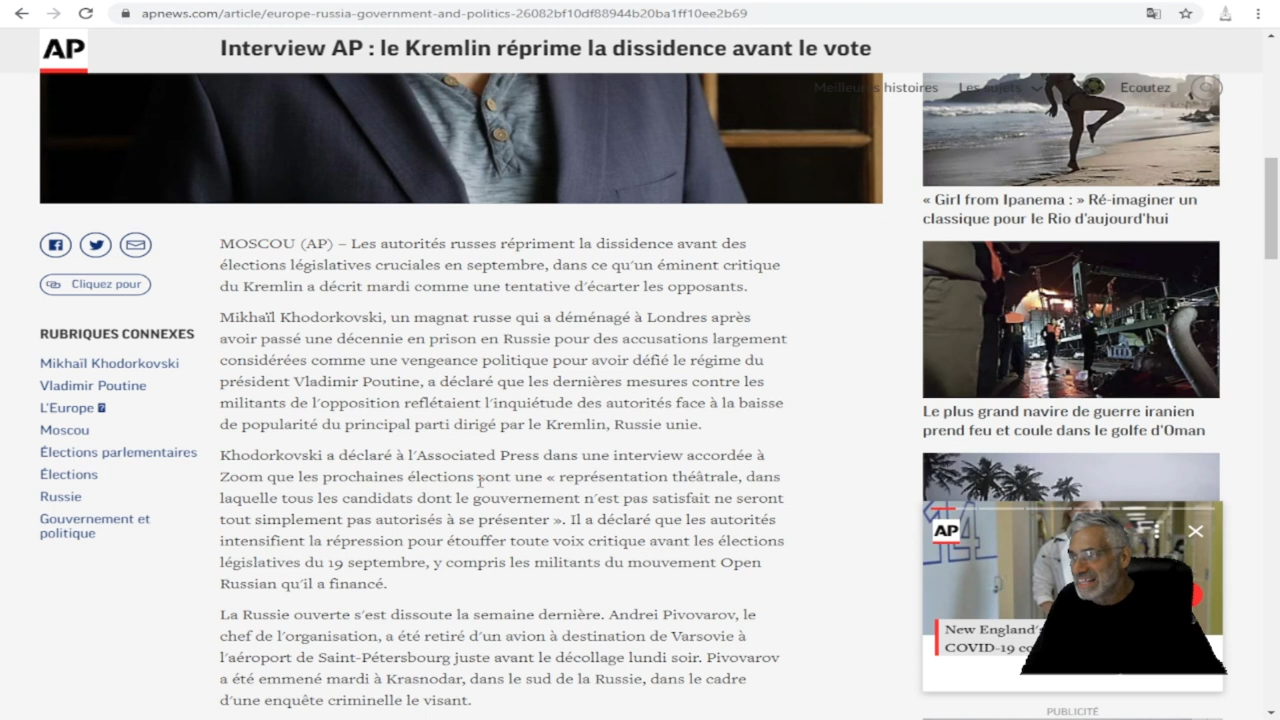 apnews.com/article/europe-russia-government-and-politics-26082bf10df88944b20ba1ff10ee2b69
AP
Interview AP : le Kremlin réprime la dissidence avant le vote
Meilleures histoires Les sujets Ecoutez
Cliquez pour
RUBRIQUES CONNEXES
Mikhaïl Khodorkovski
Vladimir Poutine
L'Europe
Moscou
Élections parlementaires
Élections
Russie
Gouvernement et
politique
MOSCOU (AP) – Les autorités russes répriment la dissidence avant des
élections législatives cruciales en septembre, dans ce qu'un éminent critique
du Kremlin a décrit mardi comme une tentative d'écarter les opposants.
Mikhaïl Khodorkovski, un magnat russe qui a déménagé à Londres après
avoir passé une décennie en prison en Russie pour des accusations largement
considérées comme une vengeance politique pour avoir défié le régime du
président Vladimir Poutine, a déclaré que les dernières mesures contre les
militants de l'opposition reflétaient l'inquiétude des autorités face à la baisse
de popularité du principal parti dirigé par le Kremlin, Russie unie.
Khodorkovski a déclaré à l'Associated Press dans une interview accordée à
Zoom que les prochaines élections sont une « représentation théâtrale, dans
laquelle tous les candidats dont le gouvernement n'est pas satisfait ne seront
tout simplement pas autorisés à se présenter ». Il a déclaré que les autorités
intensifient la répression pour étouffer toute voix critique avant les élections
législatives du 19 septembre, y compris les militants du mouvement Open
Russian qu'il a financé.
La Russie ouverte s'est dissoute la semaine dernière. Andrei Pivovarov, le
chef de l'organisation, a été retiré d'un avion à destination de Varsovie à
l'aéroport de Saint-Pétersbourg juste avant le décollage lundi soir. Pivovarov
a été emmené mardi à Krasnodar, dans le sud de la Russie, dans le cadre
d'une enquête criminelle le visant.
« Girl from Ipanema : » Ré-imaginer un
classique pour le Rio d'aujourd'hui
Le plus grand navire de guerre iranien
prend feu et coule dans le golfe d'Oman
AP
New England's
COVID-19
PUBLICITÉ